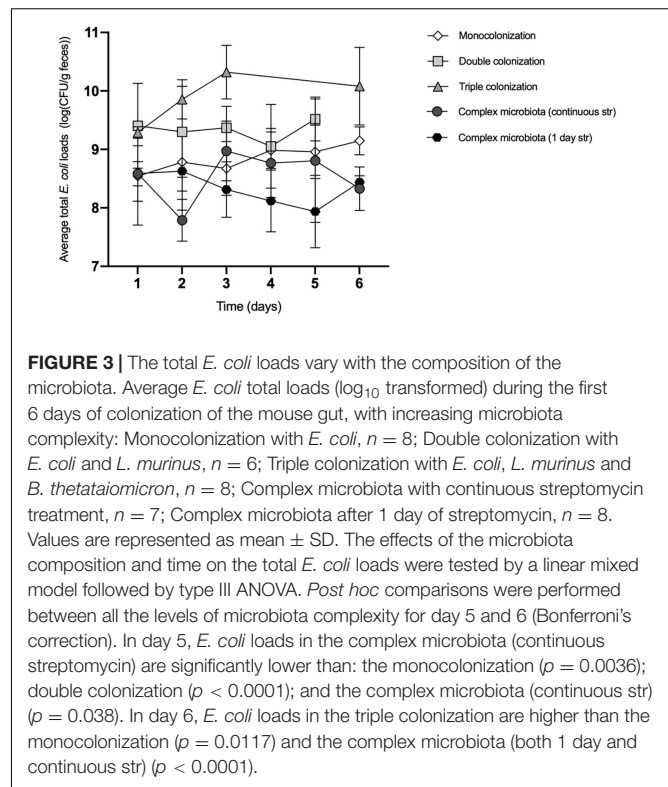 11
10
9
8
7
Average total E. coli loads (log(CFU/g feces))
1 2 3 4 5 6
Time (days)
Monocolonization
Double colonization
Triple colonization
Complex microbiota (continuous str)
Complex microbiota (1 day str)
FIGURE 3 | The total E. coli loads vary with the composition of the
microbiota. Average E. coli total loads (log10 transformed) during the first
6 days of colonization of the mouse gut, with increasing microbiota
complexity: Monocolonization with E. coli, n = 8; Double colonization with
E. coli and L. murinus, n = 6; Triple colonization with E. coli, L. murinus and
B. thetataiomicron, n = 8; Complex microbiota with continuous streptomycin
treatment, n = 7; Complex microbiota after 1 day of streptomycin, n = 8.
Values are represented as mean ± SD. The effects of the microbiota
composition and time on the total E. coli loads were tested by a linear mixed
model followed by type III ANOVA. Post hoc comparisons were performed
between all the levels of microbiota complexity for day 5 and 6 (Bonferroni's
correction). In day 5, E. coli loads in the complex microbiota (continuous
streptomycin) are significantly lower than: the monocolonization (p = 0.0036);
double colonization (p < 0.0001); and the complex microbiota (continuous str)
(p = 0.038). In day 6, E. coli loads in the triple colonization are higher than the
monocolonization (p = 0.0117) and the complex microbiota (both 1 day and
continuous str) (p < 0.0001).